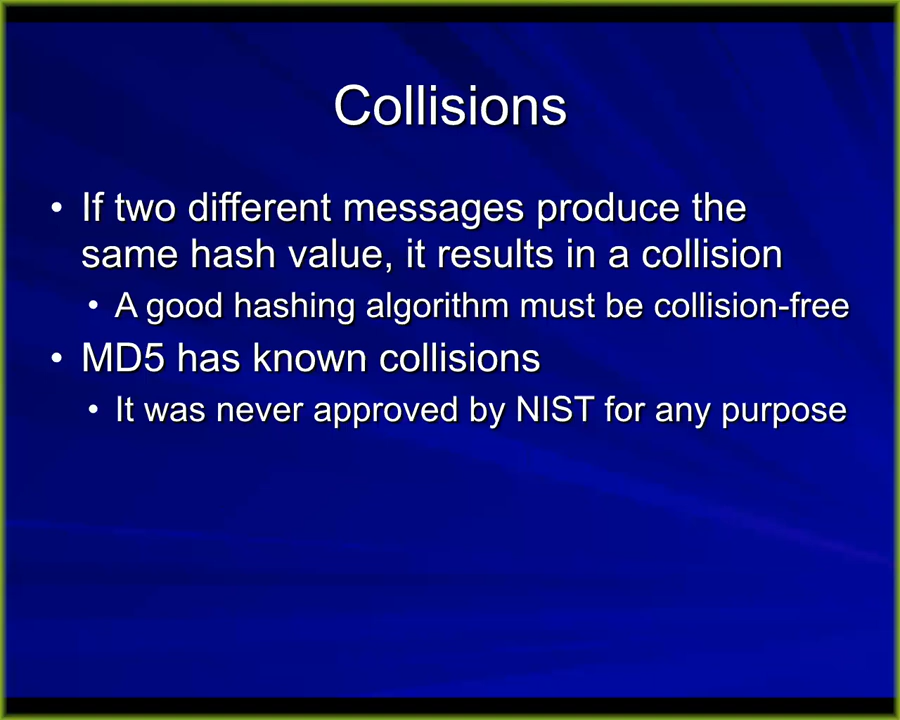 Collisions
• If two different messages produce the
same hash value, it results in a collision
• A good hashing algorithm must be collision-free
• MD5 has known collisions
• It was never approved by NIST for any purpose